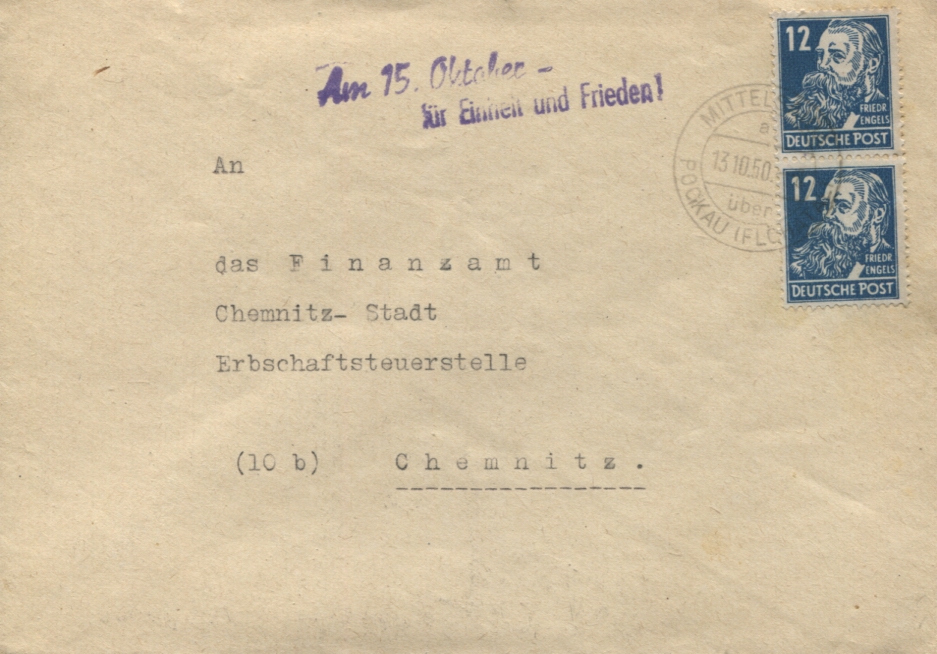 Am 15. Oktober -
für Einheit und Frieden!
12
FRIEDR
ENGELS
DEUTSCHE POST
12
FRIEDR
ENGELS
DEUTSCHE POST
13.10.50
über
POCKAU (FLÖ
An
das Finanzamt
Chemnitz- Stadt
Erbschaftsteuerstelle
(10 b) Chemnitz.